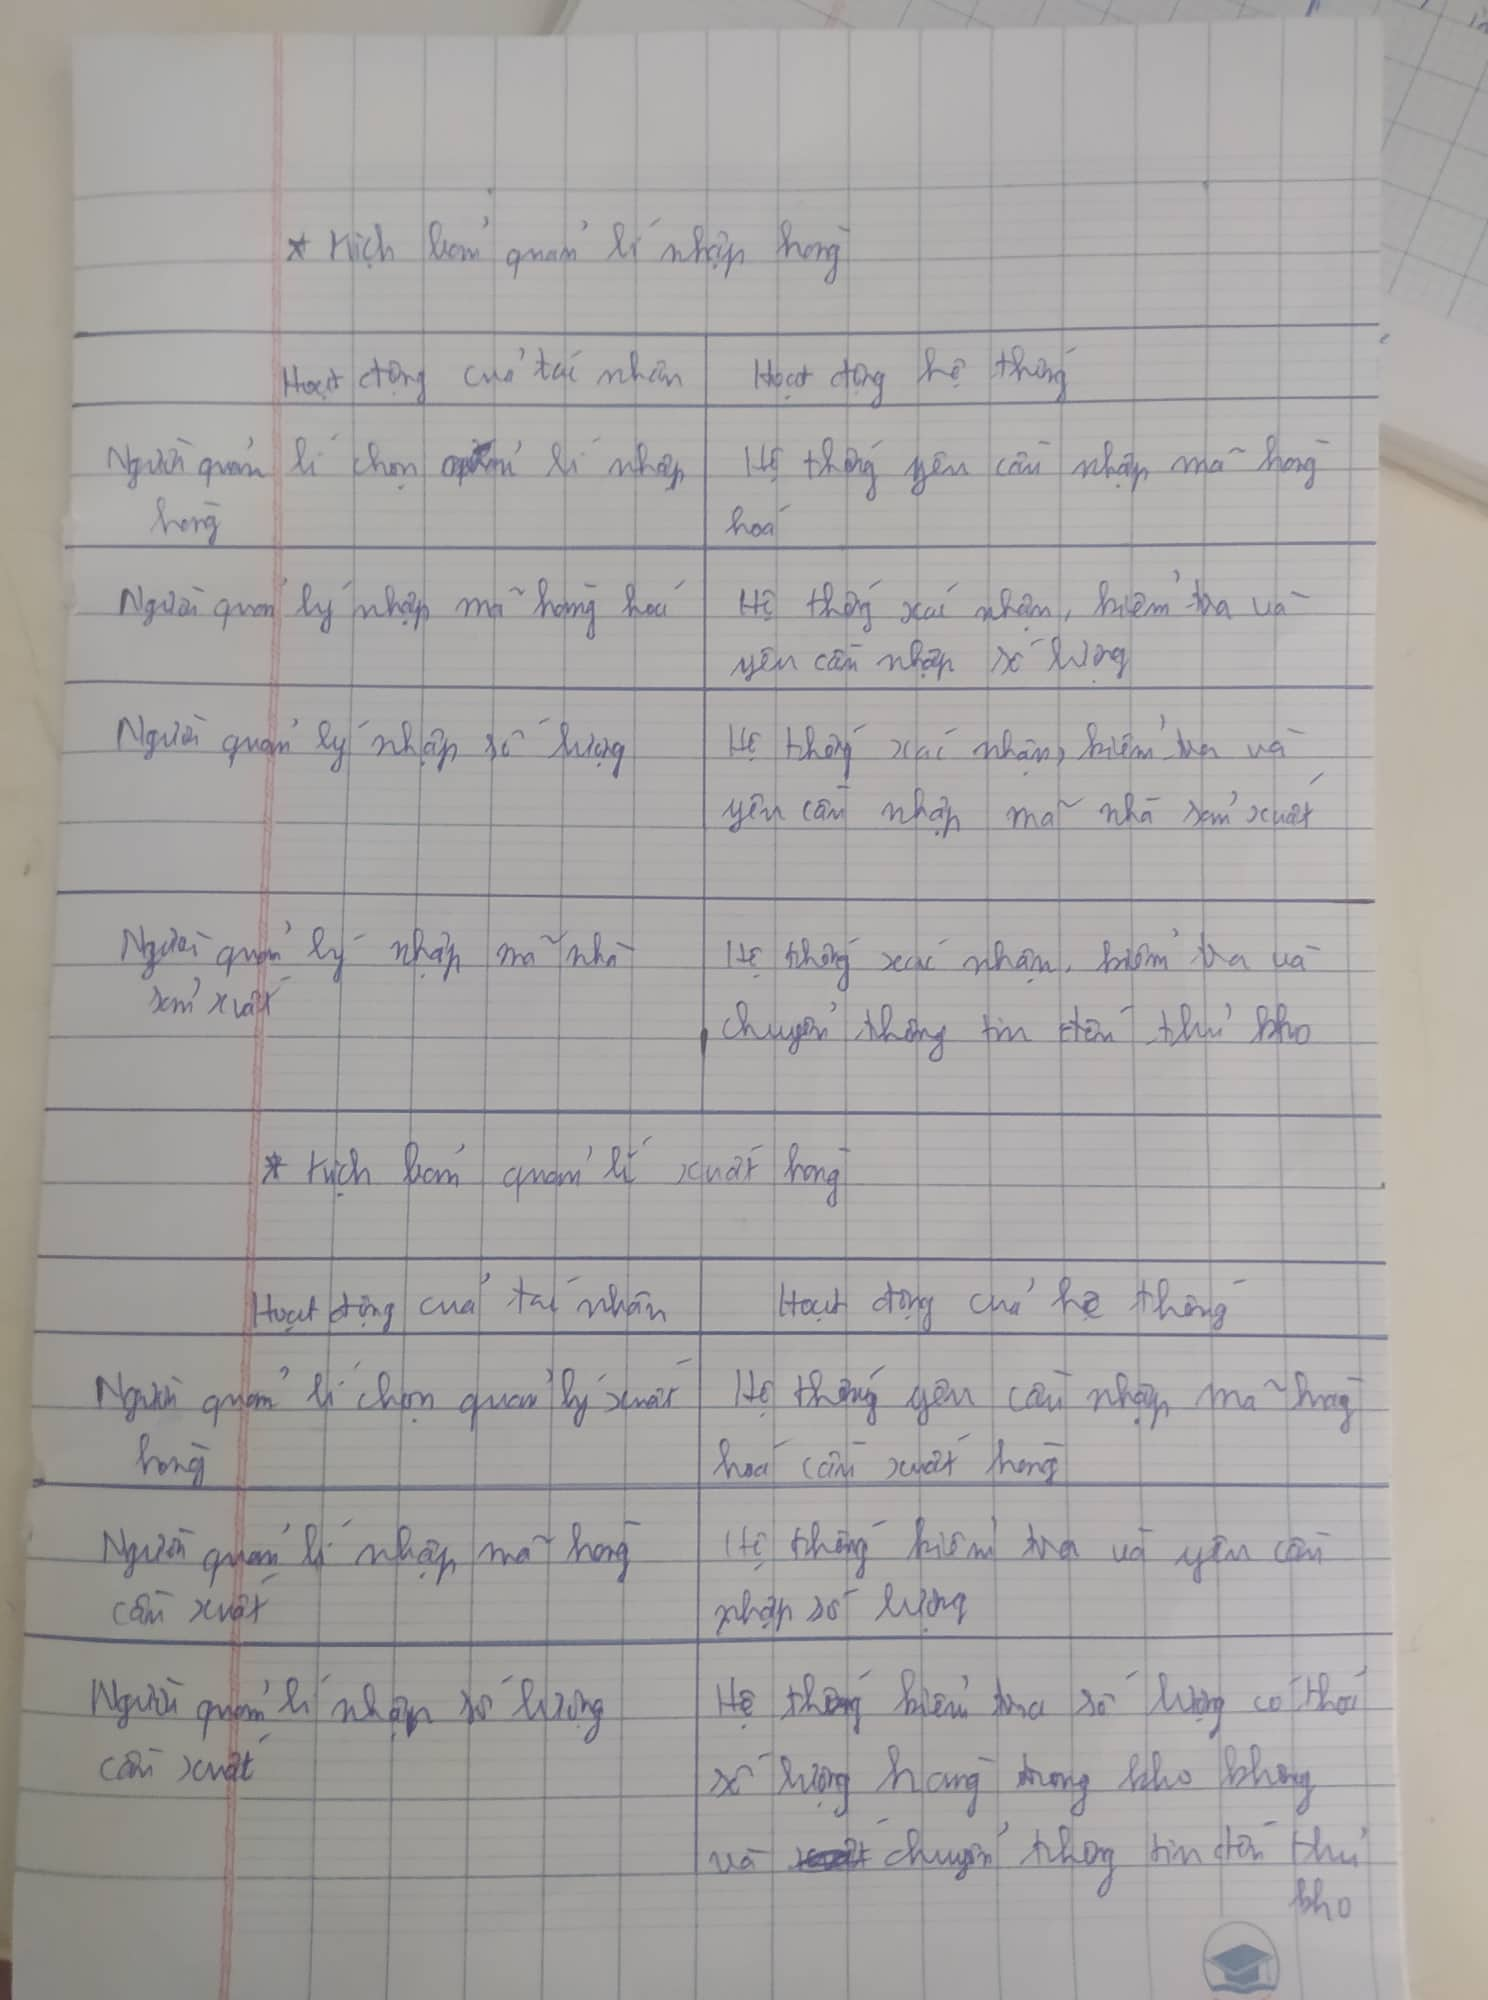 * Kịch bản quản lí nhập hàng
Hoạt động của tác nhân | Hoạt động hệ thống
Người quản lí chọn quản lí nhập | Hệ thống yêu cầu nhập mã hàng
hàng | hoá
Người quản lý nhập mã hàng hoá | Hệ thống xác nhận, kiểm tra và
yêu cầu nhập số lượng
Người quản lý nhập số lượng | Hệ thống xác nhận, kiểm tra và
yêu cầu nhập mã nhà sản xuất
Người quản lý nhập mã nhà | Hệ thống xác nhận, kiểm tra và
sản xuất | chuyển thông tin đến thủ kho
* Kịch bản quản lí xuất hàng
Hoạt động của tác nhân | Hoạt động của hệ thống
Người quản lí chọn quản lý xuất | Hệ thống yêu cầu nhập mã hàng
hàng | hoá cần xuất hàng
Người quản lí nhập mã hàng | Hệ thống kiểm tra và yêu cầu
cần xuất | nhập số lượng
Người quản lí nhập số lượng | Hệ thống kiểm tra số lượng có
cần xuất | số lượng hàng trong kho không
và chuyển thông tin đến thủ
kho